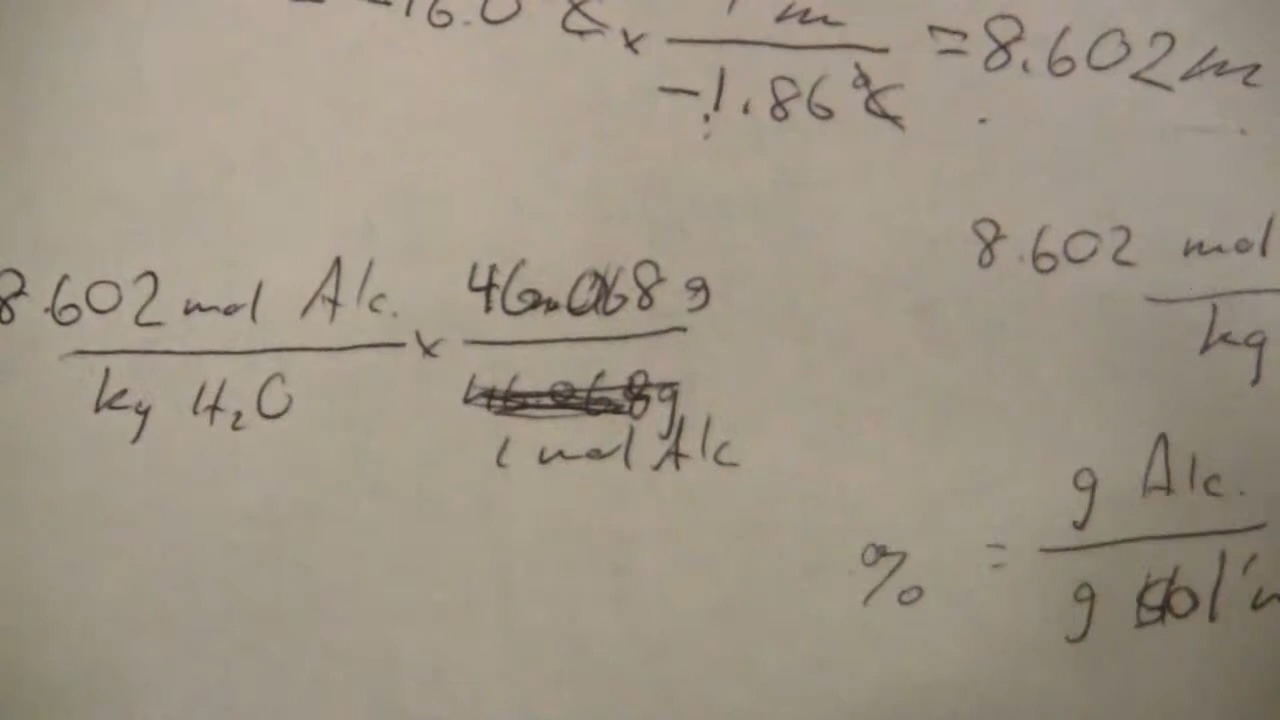 -16.0 °C × 1 m / -1.86 °C = 8.602 m
8.602 mol Alc. / kg H₂O × 46.068 g / 1 mol Alc
8.602 mol / kg
% = g Alc. / g sol'n